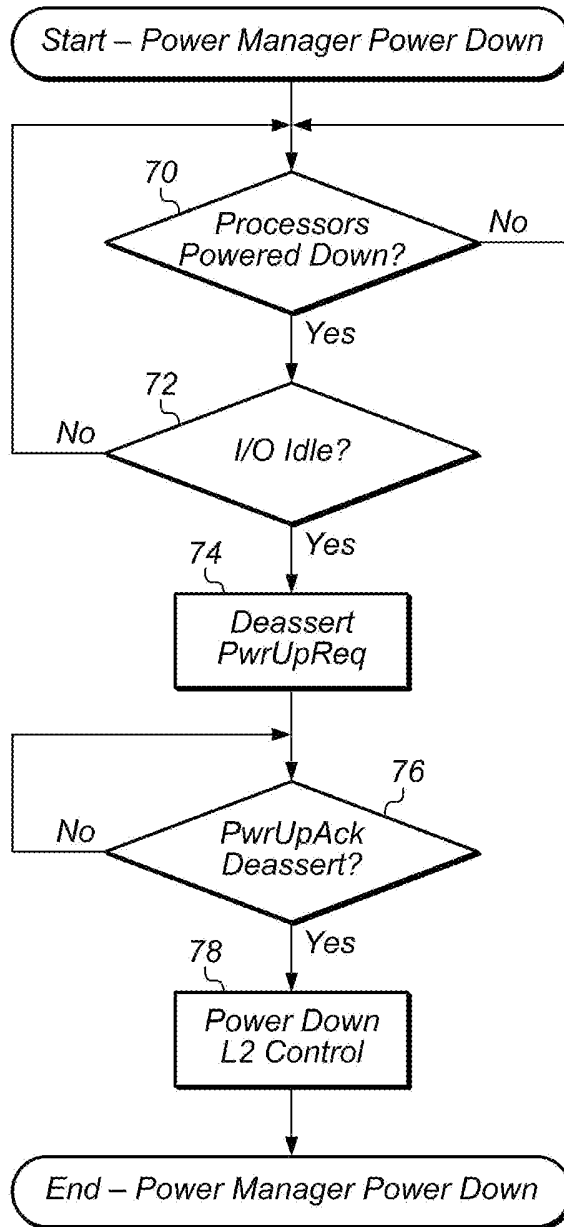 Start – Power Manager Power Down
70
Processors
Powered Down?
No
Yes
72
No
I/O Idle?
Yes
74
Deassert
PwrUpReq
76
No
PwrUpAck
Deassert?
Yes
78
Power Down
L2 Control
End – Power Manager Power Down